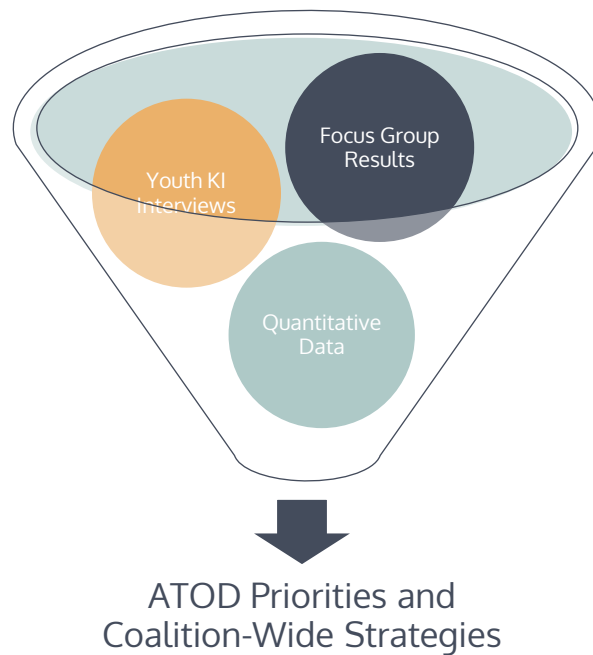 Focus Group
Results
Youth KI
Interviews
Quantitative
Data
ATOD Priorities and
Coalition-Wide Strategies